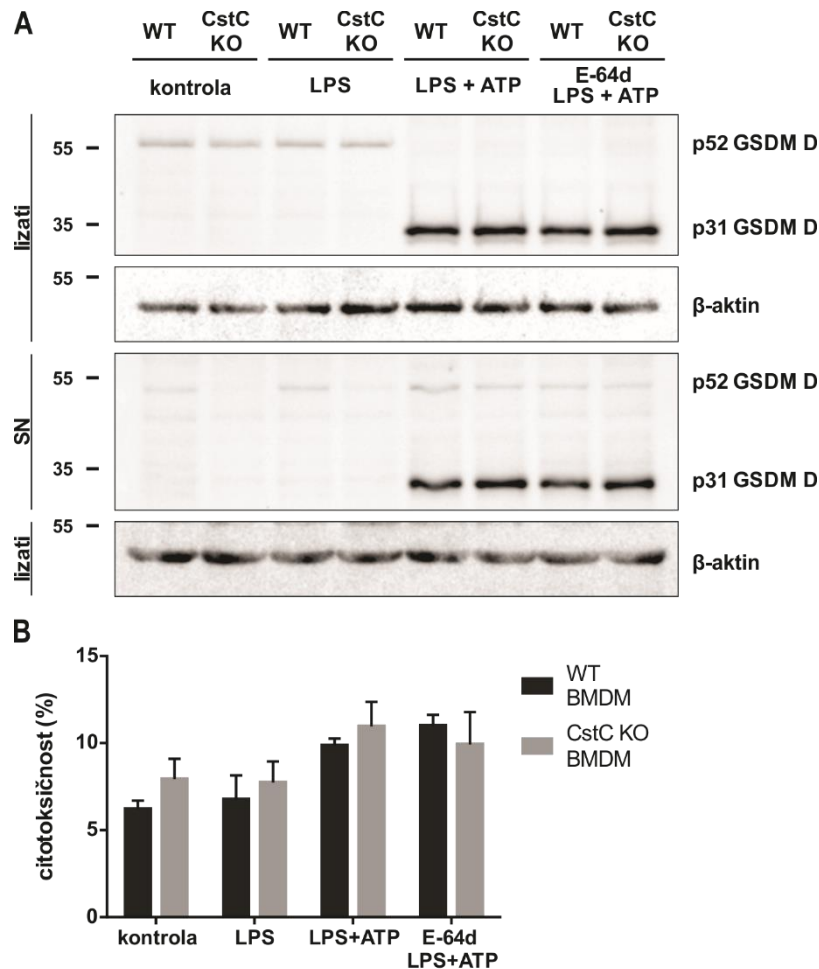 A
WT CstC KO WT CstC KO WT CstC KO WT CstC KO
kontrola LPS LPS + ATP E-64d LPS + ATP
lizati
55 p52 GSDM D
35 p31 GSDM D
55
β-aktin
SN
55 p52 GSDM D
35 p31 GSDM D
lizati
55
β-aktin
B
citotoksičnost (%)
15
10
5
0
kontrola LPS LPS+ATP E-64d
LPS+ATP
WT
BMDM
CstC KO
BMDM